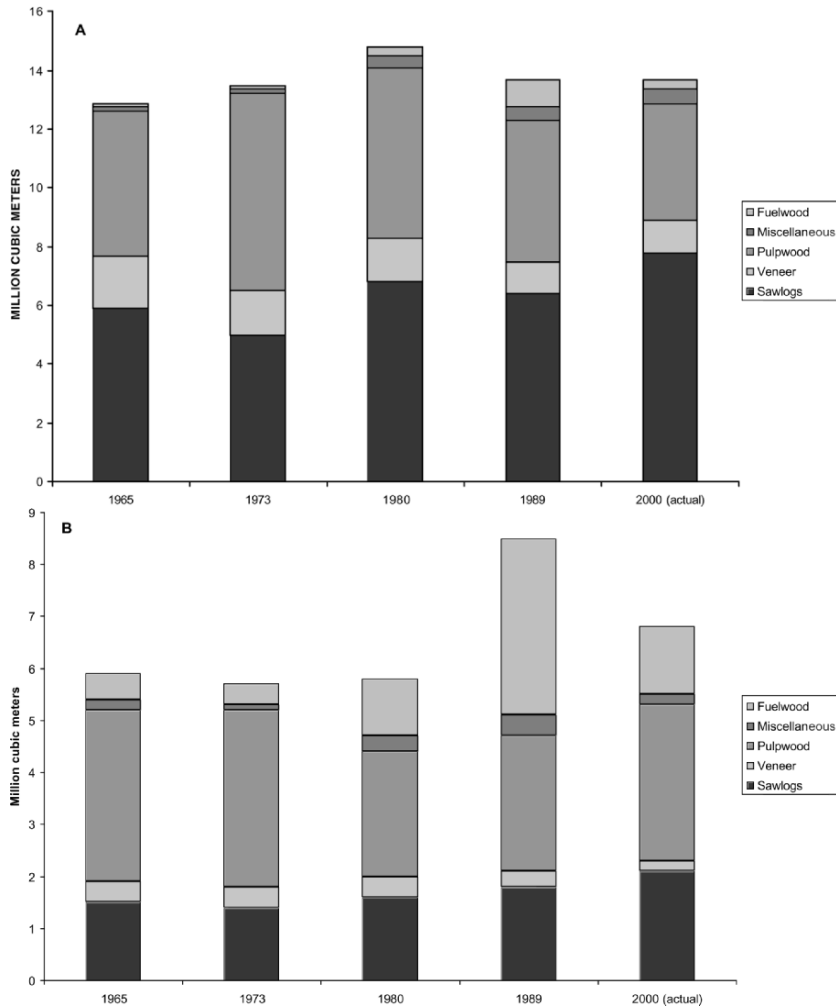 A
MILLION CUBIC METERS
16
14
12
10
8
6
4
2
0
1965 1973 1980 1989 2000 (actual)
Fuelwood
Miscellaneous
Pulpwood
Veneer
Sawlogs
B
Million cubic meters
9
8
7
6
5
4
3
2
1
0
1965 1973 1980 1989 2000 (actual)
Fuelwood
Miscellaneous
Pulpwood
Veneer
Sawlogs